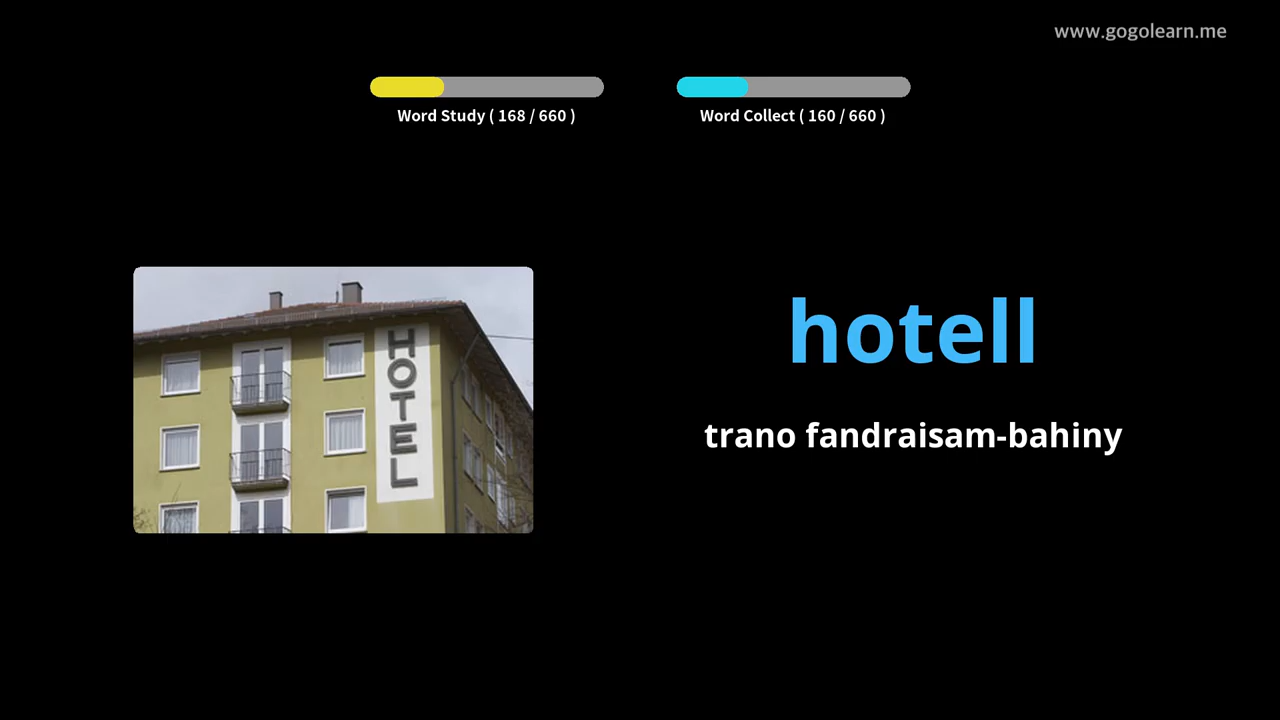 www.gogolearn.me
Word Study ( 168 / 660 )
Word Collect ( 160 / 660 )
HOTEL
hotell
trano fandraisam-bahiny